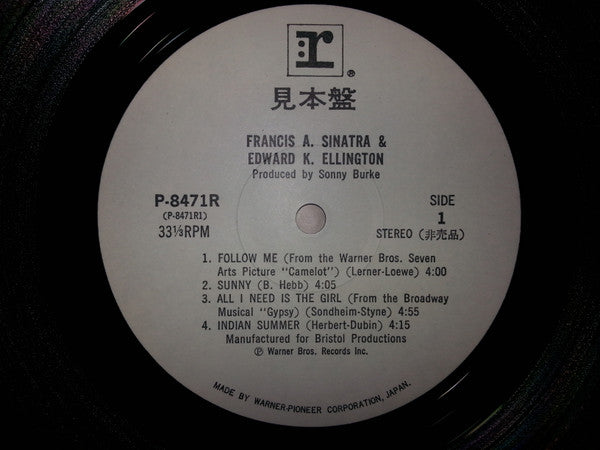 r
®
見本盤
FRANCIS A. SINATRA &
EDWARD K. ELLINGTON
Produced by Sonny Burke
P-8471R
(P-8471R1)
33⅓RPM
SIDE
1
STEREO (非売品)
1. FOLLOW ME (From the Warner Bros. Seven
Arts Picture "Camelot") (Lerner-Loewe) 4:00
2. SUNNY (B. Hebb) 4:05
3. ALL I NEED IS THE GIRL (From the Broadway
Musical "Gypsy) (Sondheim-Styne) 4:55
4. INDIAN SUMMER (Herbert-Dubin) 4:15
Manufactured for Bristol Productions
℗ Warner Bros. Records Inc.
MADE BY WARNER-PIONEER CORPORATION, JAPAN.